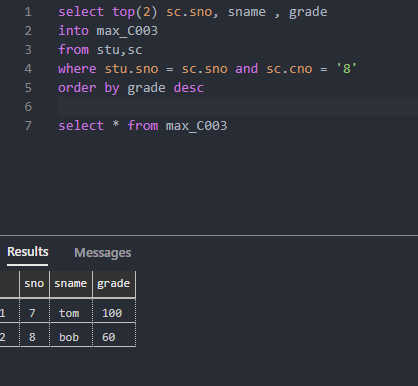 1 select top(2) sc.sno, sname , grade
2 into max_C003
3 from stu,sc
4 where stu.sno = sc.sno and sc.cno = '8'
5 order by grade desc
6
7 select * from max_C003
Results Messages
sno sname grade
1 7 tom 100
2 8 bob 60